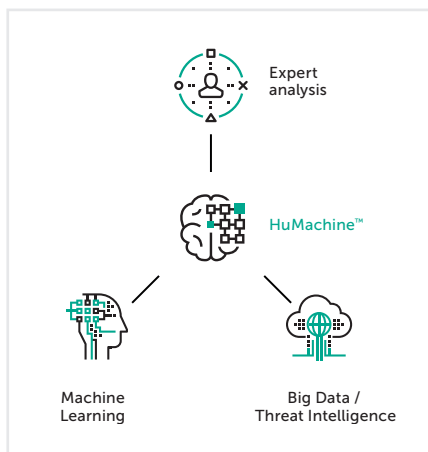 Expert
analysis
HuMachine™
Machine
Learning
Big Data /
Threat Intelligence